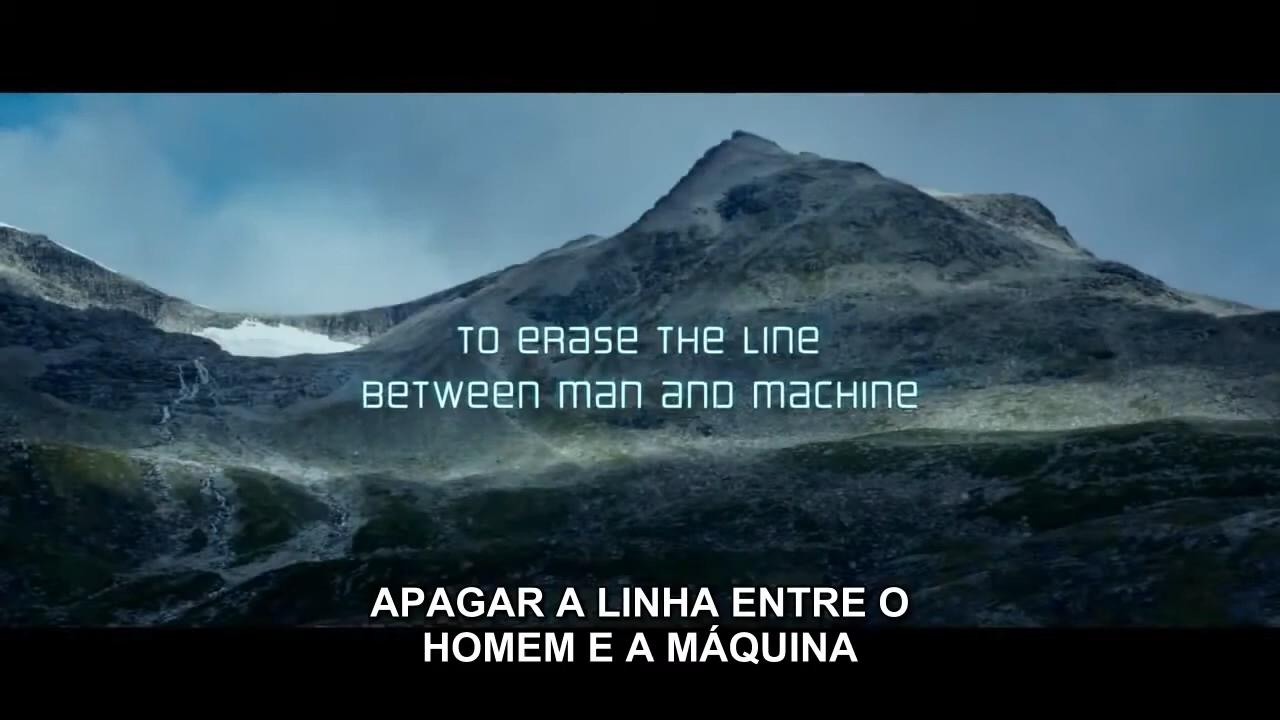 TO ERASE THE LINE
BETWEEN MAN AND MACHINE
APAGAR A LINHA ENTRE O
HOMEM E A MÁQUINA